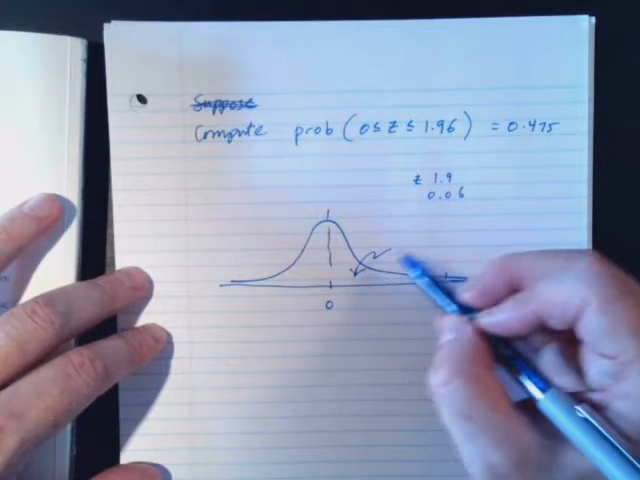 Suppose
Compute prob ( 0 ≤ z ≤ 1.96 ) = 0.475
z 1.9
0.06
0